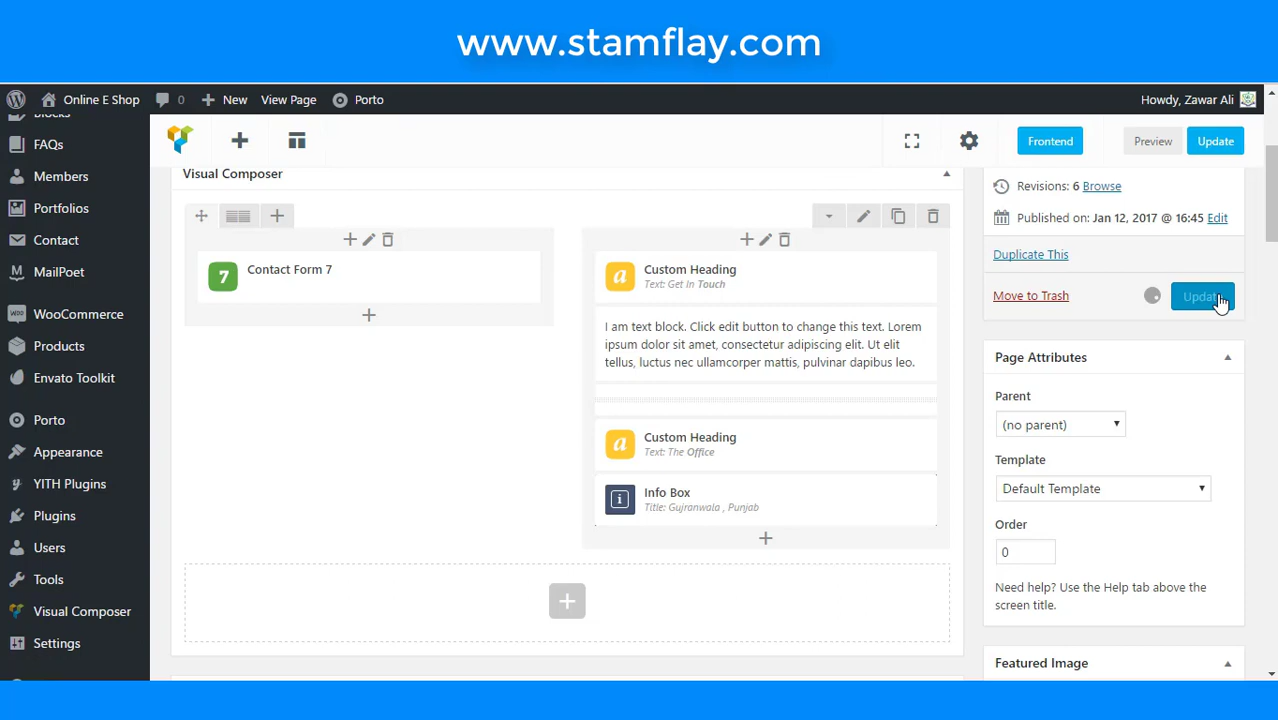 www.stamflay.com
Online E Shop
0
New
View Page
Porto
Howdy, Zawar Ali
Blocks
FAQs
Members
Portfolios
Contact
MailPoet
WooCommerce
Products
Envato Toolkit
Porto
Appearance
YITH Plugins
Plugins
Users
Tools
Visual Composer
Settings
Frontend
Preview
Update
Visual Composer
7
Contact Form 7
a
Custom Heading
Text: Get In Touch
I am text block. Click edit button to change this text. Lorem
ipsum dolor sit amet, consectetur adipiscing elit. Ut elit
tellus, luctus nec ullamcorper mattis, pulvinar dapibus leo.
a
Custom Heading
Text: The Office
i
Info Box
Title: Gujranwala , Punjab
Revisions: 6 Browse
Published on: Jan 12, 2017 @ 16:45 Edit
Duplicate This
Move to Trash
Update
Page Attributes
Parent
(no parent)
Template
Default Template
Order
0
Need help? Use the Help tab above the
screen title.
Featured Image